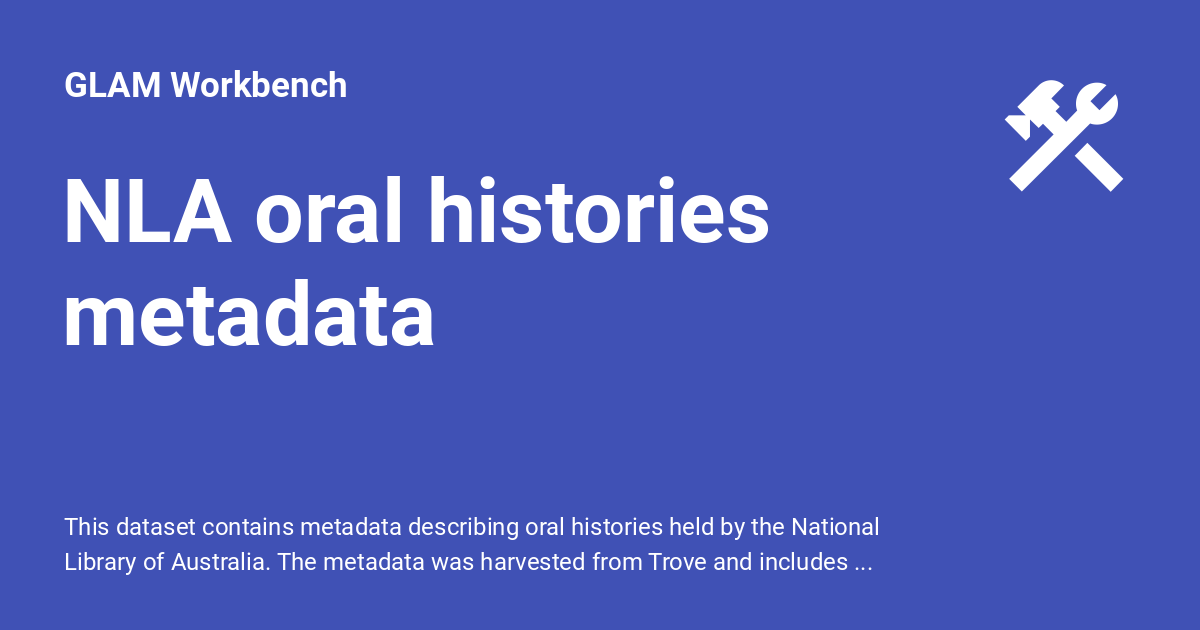 GLAM Workbench
NLA oral histories
metadata
This dataset contains metadata describing oral histories held by the National
Library of Australia. The metadata was harvested from Trove and includes ...